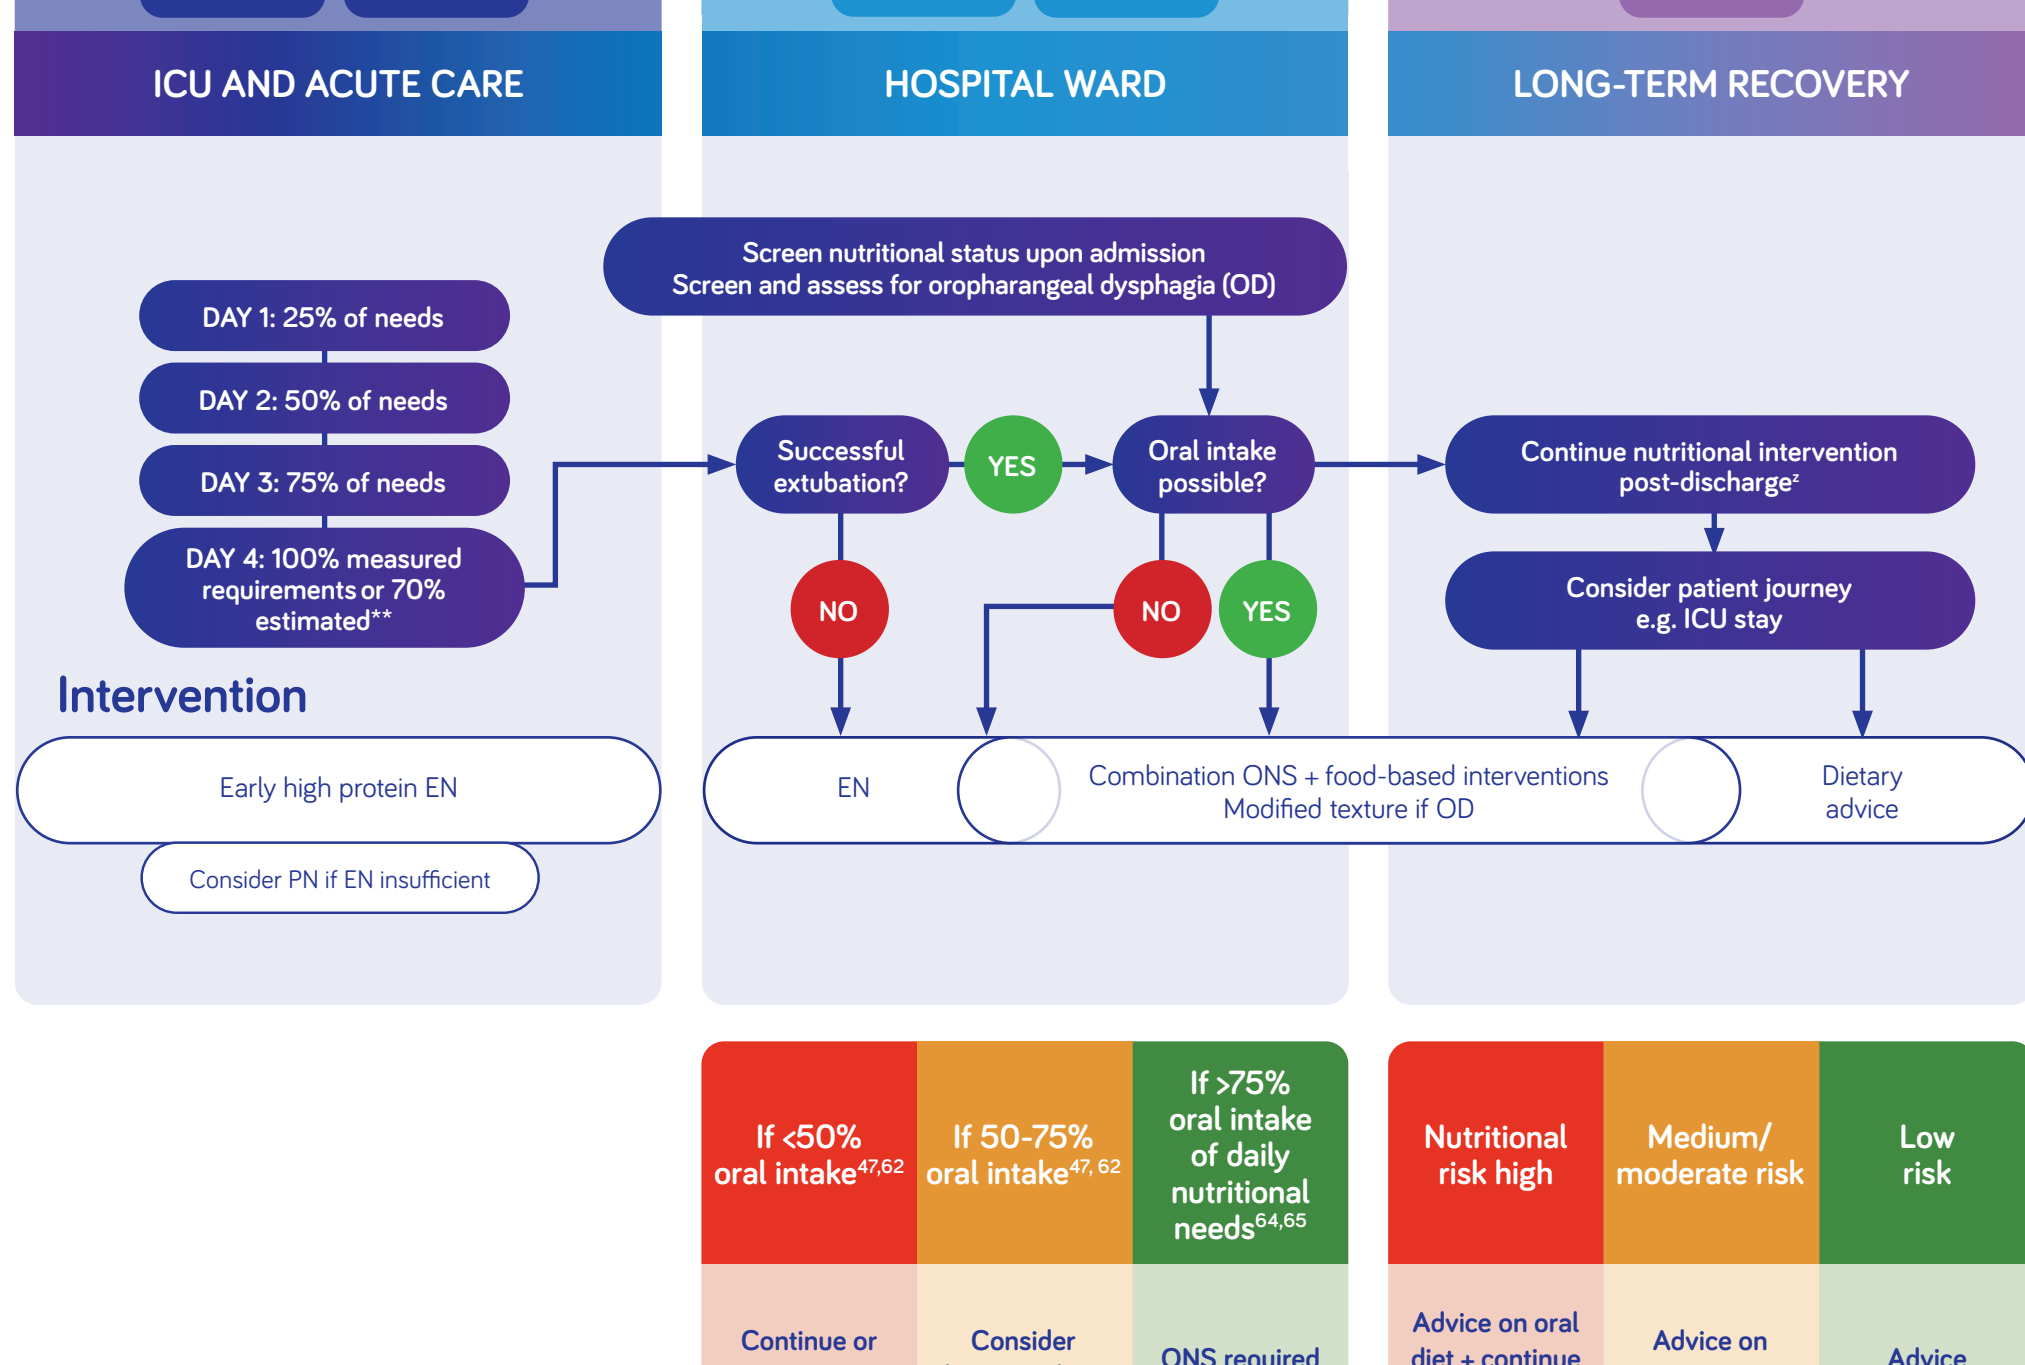 ICU AND ACUTE CARE
HOSPITAL WARD
LONG-TERM RECOVERY
Screen nutritional status upon admission
Screen and assess for oropharangeal dysphagia (OD)
DAY 1: 25% of needs
DAY 2: 50% of needs
DAY 3: 75% of needs
DAY 4: 100% measured
requirements or 70%
estimated**
Successful
extubation?
YES
Oral intake
possible?
NO
NO
YES
Continue nutritional intervention
post-dischargeᶻ
Consider patient journey
e.g. ICU stay
Intervention
Early high protein EN
Consider PN if EN insufficient
EN
Combination ONS + food-based interventions
Modified texture if OD
Dietary
advice
If <50%
oral intake⁴⁷,⁶²
If 50-75%
oral intake⁴⁷, ⁶²
If >75%
oral intake
of daily
nutritional
needs⁶⁴,⁶⁵
Nutritional
risk high
Medium/
moderate risk
Low
risk
Continue or
Consider
ONS required
Advice on oral
diet + continue
Advice on
Advice